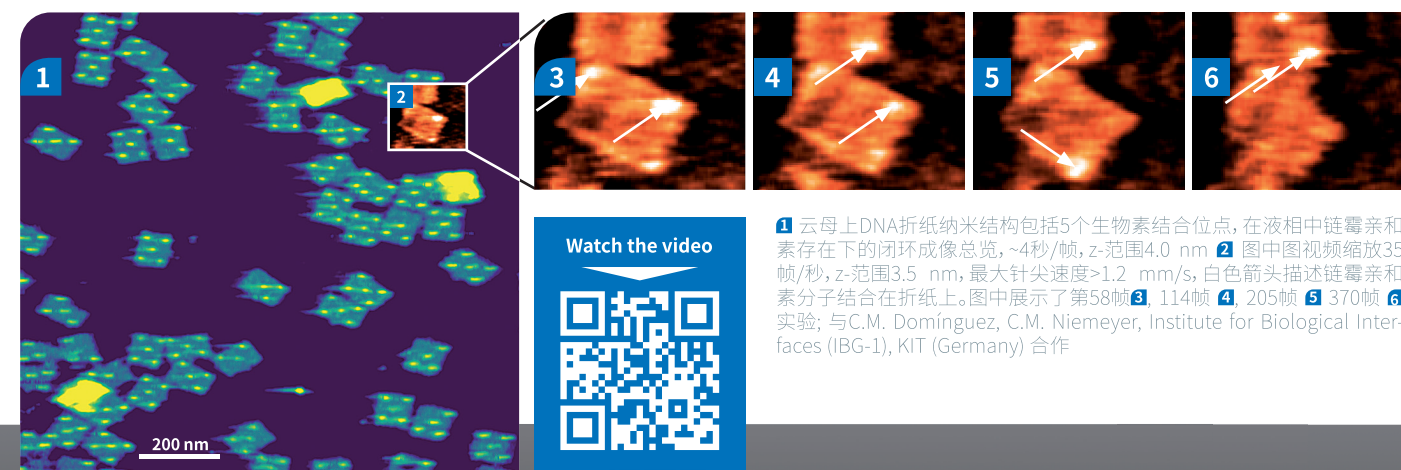 1
2
3
4
5
6
200 nm
Watch the video
1 云母上DNA折纸纳米结构包括5个生物素结合位点, 在液相中链霉亲和
素存在下的闭环成像总览, ~4秒/帧, z-范围4.0 nm 2 图中图视频缩放35
帧/秒, z-范围3.5 nm, 最大针尖速度>1.2 mm/s, 白色箭头描述链霉亲和
素分子结合在折纸上。图中展示了第58帧3, 114帧 4, 205帧 5 370帧 6
实验; 与C.M. Domínguez, C.M. Niemeyer, Institute for Biological Inter-
faces (IBG-1), KIT (Germany) 合作